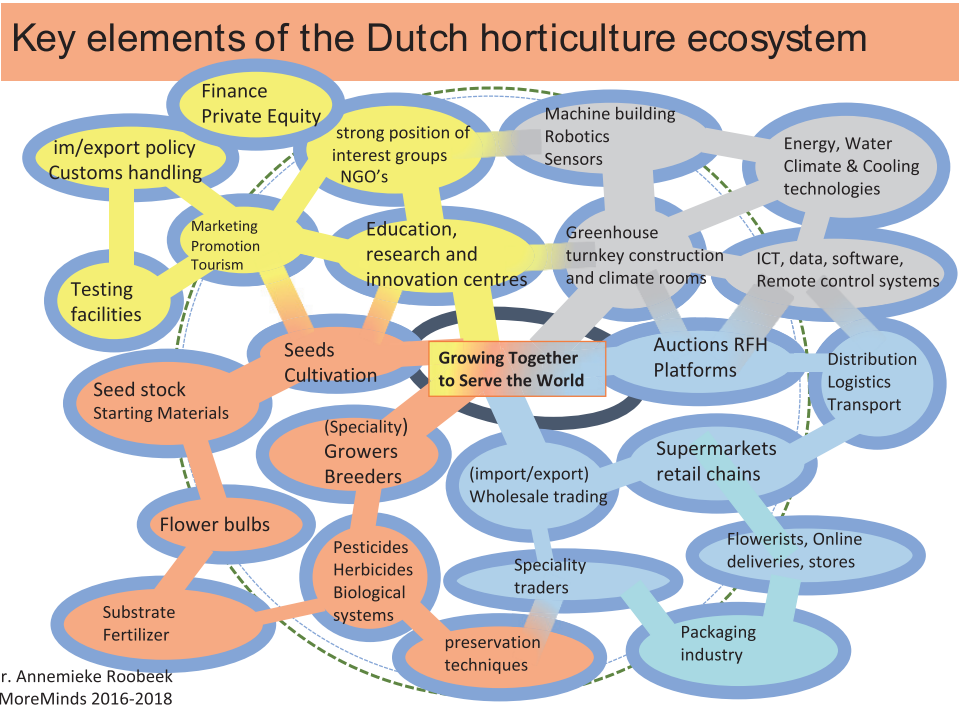 Key elements of the Dutch horticulture ecosystem
Finance
Private Equity
im/export policy
Customs handling
strong position of
interest groups
NGO's
Machine building
Robotics
Sensors
Energy, Water
Climate & Cooling
technologies
Marketing
Promotion
Tourism
Education,
research and
innovation centres
Greenhouse
turnkey construction
and climate rooms
ICT, data, software,
Remote control systems
Testing
facilities
Seeds
Cultivation
Growing Together
to Serve the World
Auctions RFH
Platforms
Distribution
Logistics
Transport
Seed stock
Starting Materials
(Speciality)
Growers
Breeders
(import/export)
Wholesale trading
Supermarkets
retail chains
Flower bulbs
Pesticides
Herbicides
Biological
systems
Speciality
traders
Flowerists, Online
deliveries, stores
Substrate
Fertilizer
preservation
techniques
Packaging
industry
r. Annemieke Roobeek
MoreMinds 2016-2018